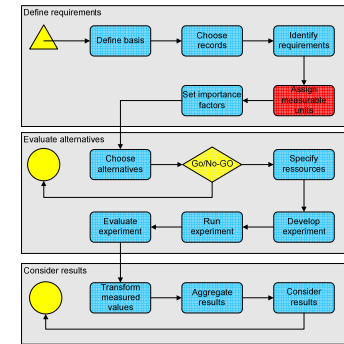 Define requirements
Define basis
Choose
records
Identify
requirements
Set importance
factors
Assign
measurable
units
Evaluate alternatives
Choose
alternatives
Go/No-GO
Specify
ressources
Evaluate
experiment
Run
experiment
Develop
experiment
Consider results
Transform
measured
values
Aggregate
results
Consider
results